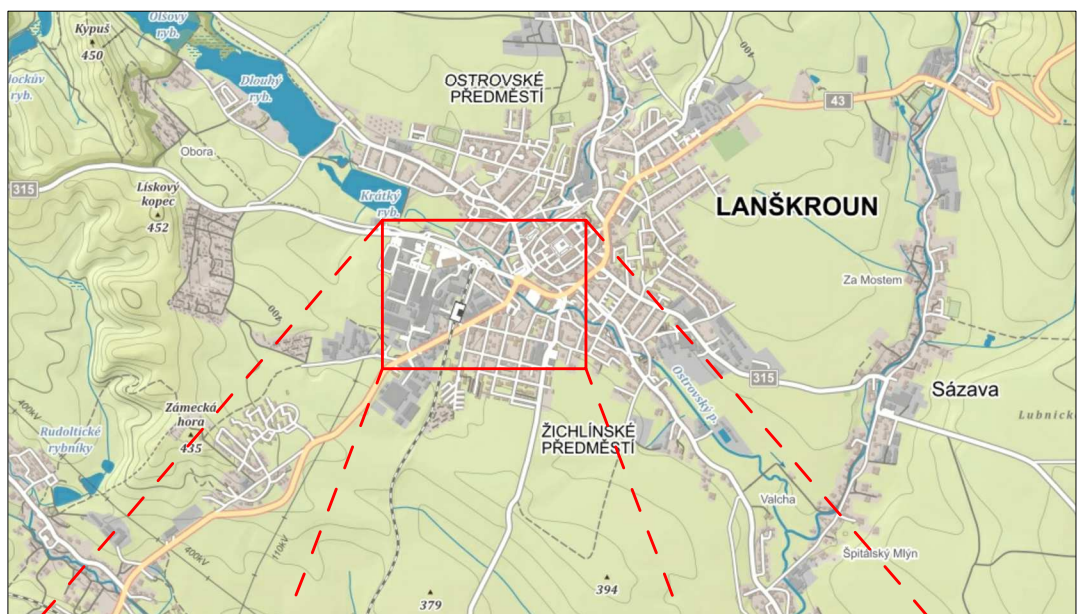 Olšový
ryb.
Kypuš
450
ryb.
Dlouhý
ryb.
OSTROVSKÉ
PŘEDMĚSTÍ
400
43
Obora
315
Lískový
kopec
452
Krátký
ryb.
LANŠKROUN
Za Mostem
400
315
Ostrovský p.
Sázava
400kV
Zámecká
hora
435
Rudoltické
rybníky
ŽICHLÍNSKÉ
PŘEDMĚSTÍ
Valcha
400kV
110kV
Špitalský Mlýn
394
379